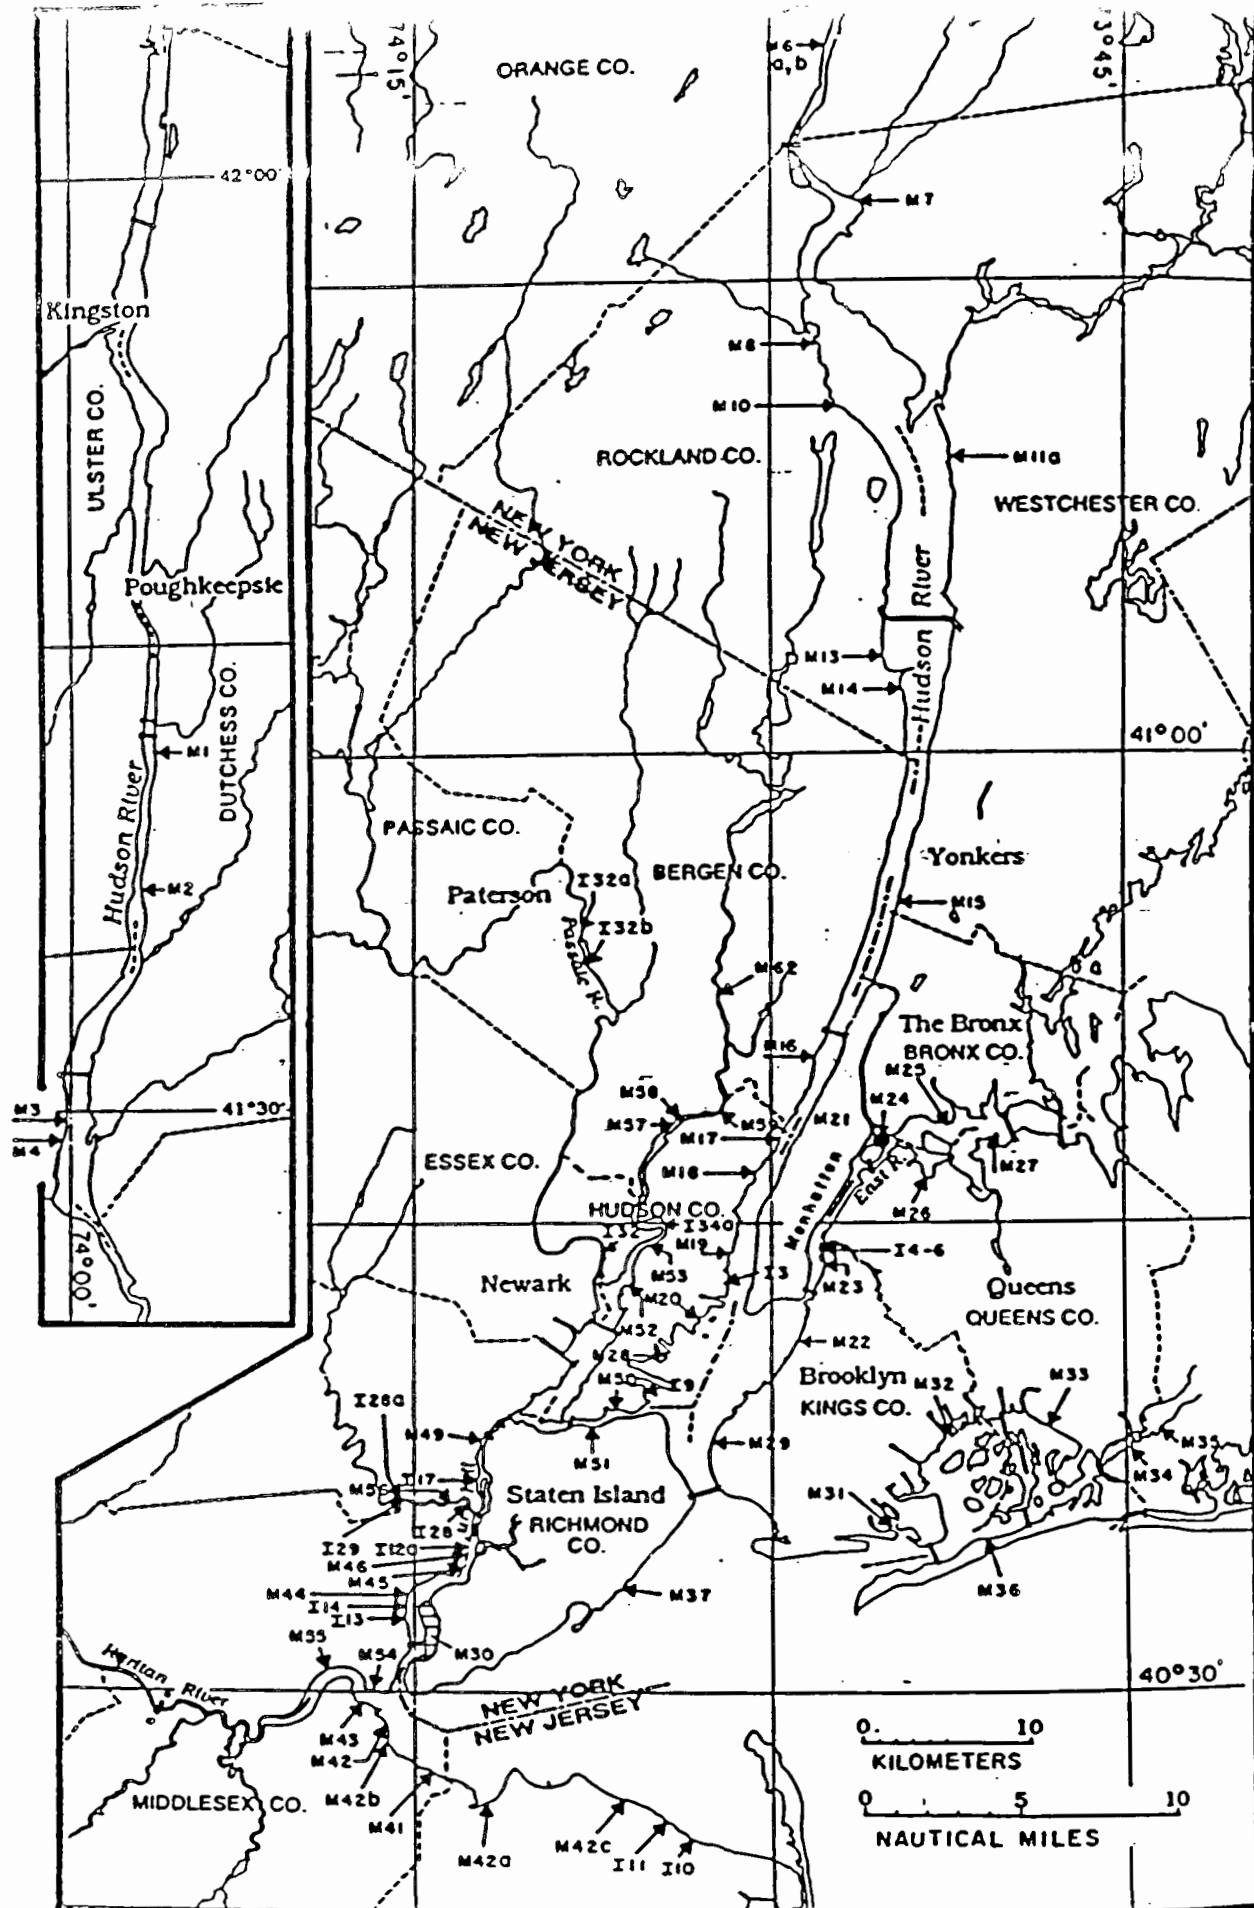 74°15'
ORANGE CO.
M6
a,b
3°45'
42°00'
M7
Kingston
M8
M10
ULSTER CO.
ROCKLAND CO.
M11a
WESTCHESTER CO.
NEW YORK
NEW JERSEY
Hudson River
Poughkeepsie
M13
M14
DUTCHESS CO.
M1
41°00'
Hudson River
PASSAIC CO.
Yonkers
BERGEN CO.
M2
Paterson
I32a
M15
I32b
Passaic R.
M62
The Bronx
BRONX CO.
M16
M25
M3
41°30'
M58
M24
M4
M57
M59
M21
M17
M27
ESSEX CO.
M18
Manhattan
East R.
M26
HUDSON CO.
I34a
I32
M19
I4-6
74°00'
M53
I3
Newark
M20
M23
Queens
QUEENS CO.
M52
M22
M28
M50
I9
Brooklyn
KINGS CO.
M32
M33
I26a
M49
M29
M35
M51
M34
I17
Staten Island
RICHMOND
CO.
M31
I28
I29
I12a
M46
M45
M36
M44
M37
I14
I13
M55
M54
M30
Raritan River
40°30'
NEW YORK
NEW JERSEY
M43
M42
0 10
KILOMETERS
M42b
MIDDLESEX CO.
M41
0 5 10
NAUTICAL MILES
M42a
M42c
I11
I10